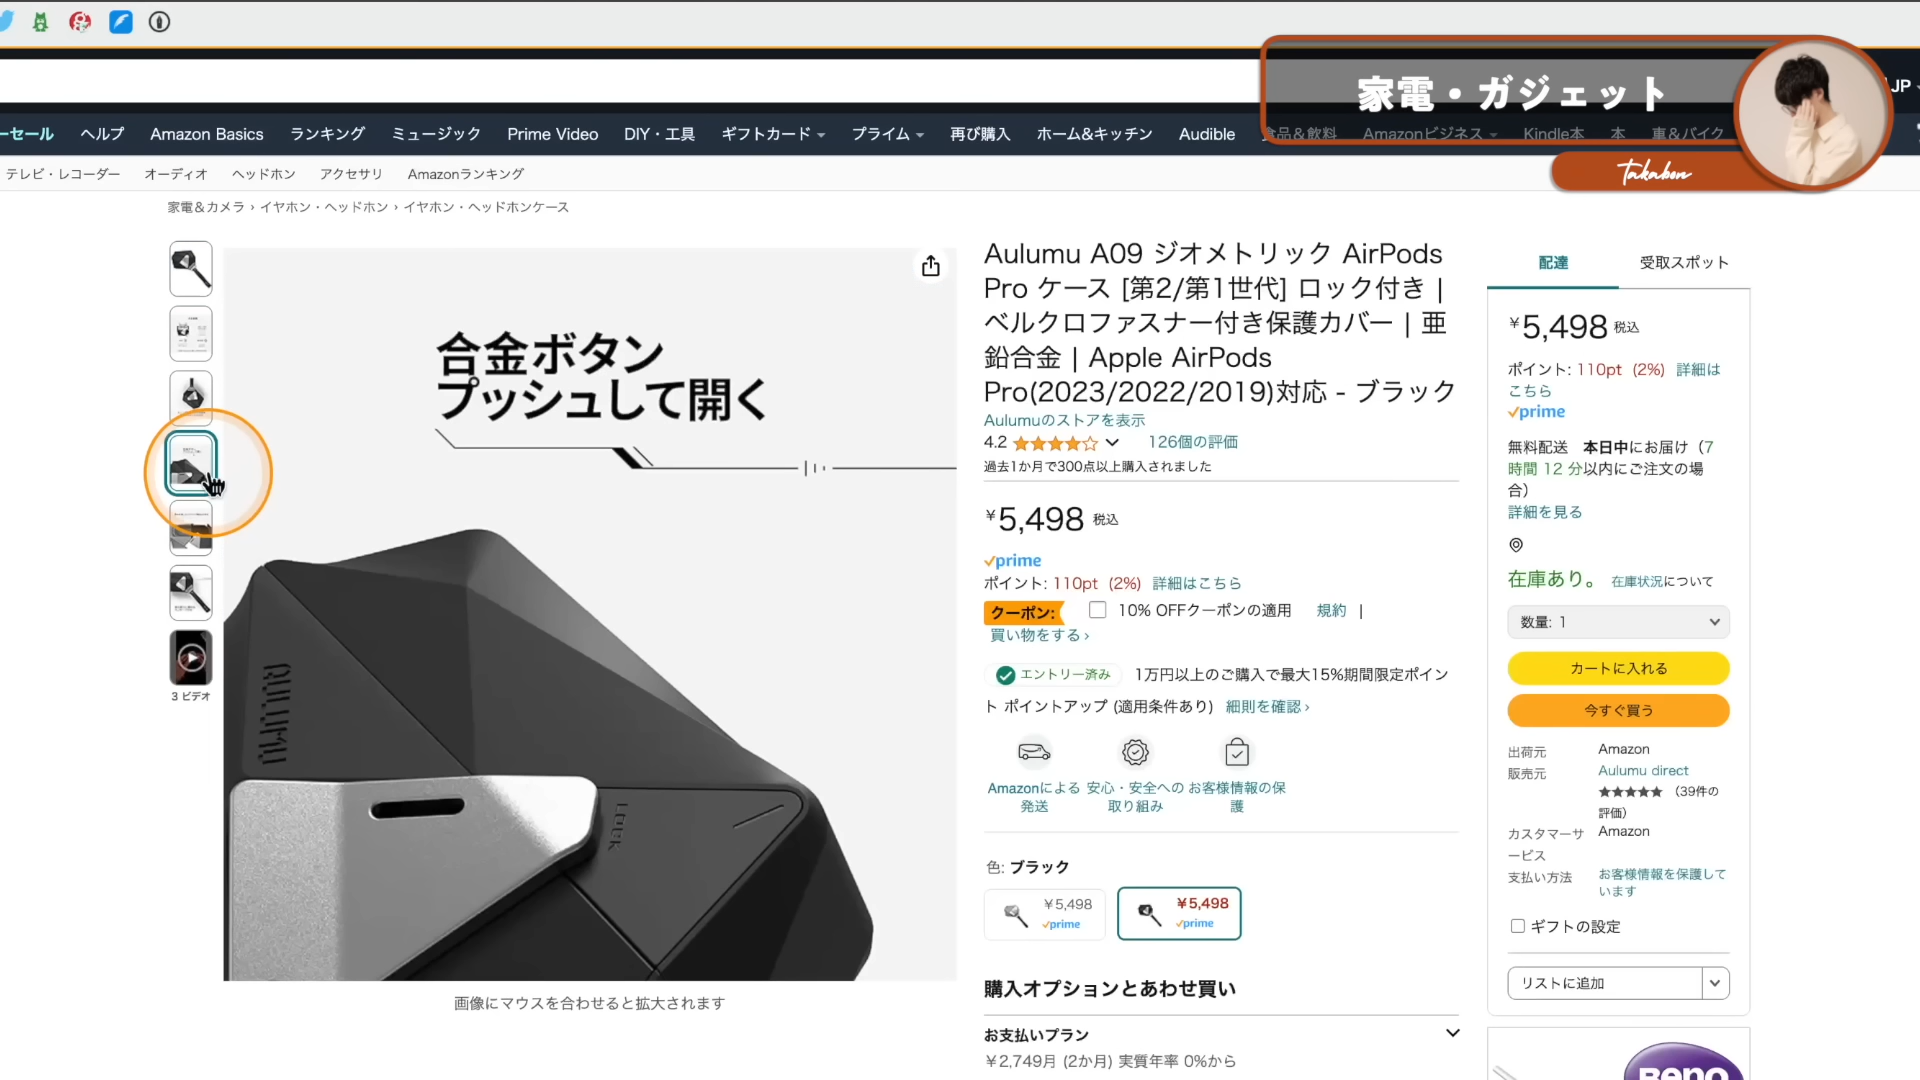 家電・ガジェット
JP
Takabon
ーセール ヘルプ Amazon Basics ランキング ミュージック Prime Video DIY・工具 ギフトカード プライム 再び購入 ホーム&キッチン Audible 食品&飲料 Amazonビジネス Kindle本 本 車&バイク
テレビ・レコーダー オーディオ ヘッドホン アクセサリ Amazonランキング
家電&カメラ › イヤホン・ヘッドホン › イヤホン・ヘッドホンケース
3 ビデオ
合金ボタン
プッシュして開く
AULUMU
LOCK
画像にマウスを合わせると拡大されます
Aulumu A09 ジオメトリック AirPods
Pro ケース [第2/第1世代] ロック付き |
ベルクロファスナー付き保護カバー | 亜
鉛合金 | Apple AirPods
Pro(2023/2022/2019)対応 - ブラック
Aulumuのストアを表示
4.2 126個の評価
過去1か月で300点以上購入されました
¥5,498 税込
prime
ポイント: 110pt (2%) 詳細はこちら
クーポン: 10% OFFクーポンの適用 規約 |
買い物をする ›
エントリー済み 1万円以上のご購入で最大15%期間限定ポイン
ト ポイントアップ (適用条件あり) 細則を確認 ›
Amazonによる
発送
安心・安全への
取り組み
お客様情報の保
護
色: ブラック
¥5,498
prime
¥5,498
prime
購入オプションとあわせ買い
お支払いプラン
¥2,749月 (2か月) 実質年率 0%から
配達 受取スポット
¥5,498 税込
ポイント: 110pt (2%) 詳細は
こちら
prime
無料配送 本日中にお届け（7
時間 12 分以内にご注文の場
合）
詳細を見る
在庫あり。 在庫状況について
数量: 1
カートに入れる
今すぐ買う
出荷元 Amazon
販売元 Aulumu direct
★★★★★ （39件の
評価）
カスタマーサ Amazon
ービス
支払い方法 お客様情報を保護して
います
ギフトの設定
リストに追加
BenQ